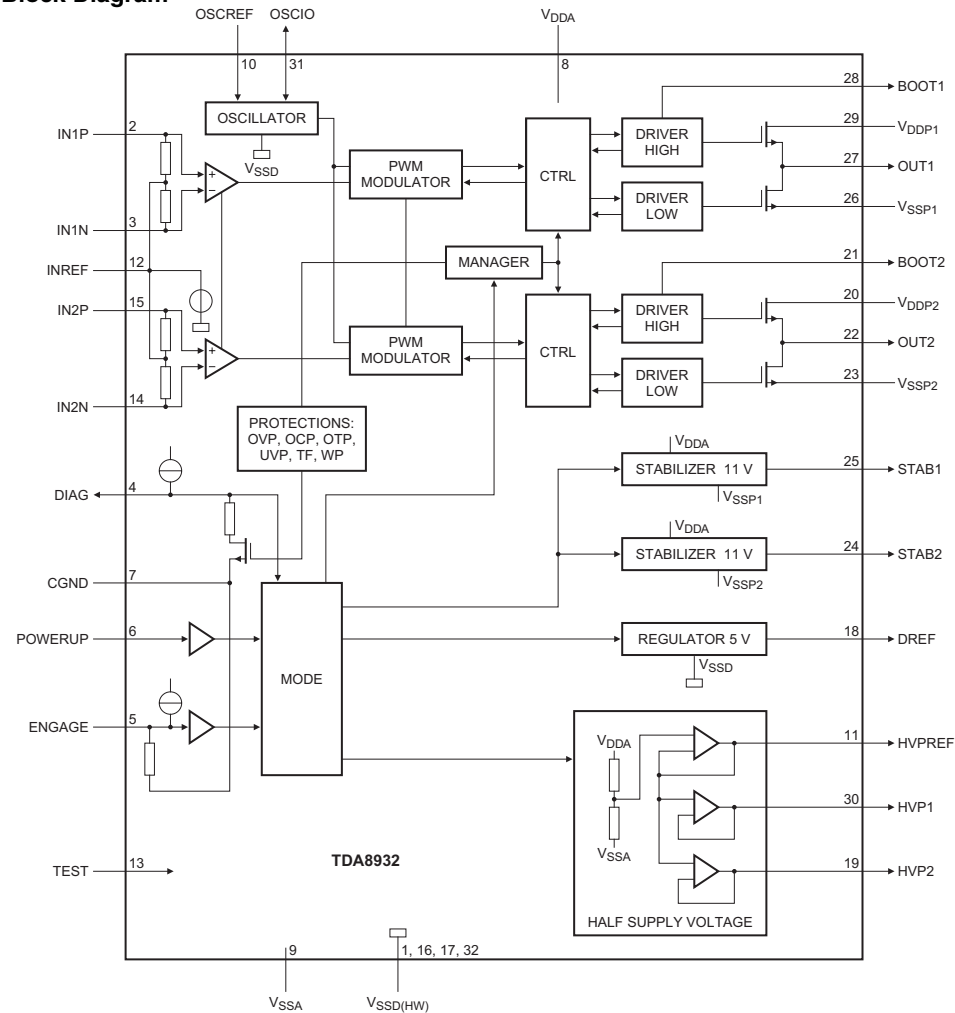 OSCREF OSCIO VDDA
10 31 8
28 BOOT1
OSCILLATOR
2 IN1P
VSSD
29 VDDP1
DRIVER HIGH
PWM MODULATOR
CTRL
27 OUT1
+
−
DRIVER LOW
26 VSSP1
3 IN1N
12 INREF
MANAGER
21 BOOT2
15 IN2P
20 VDDP2
DRIVER HIGH
PWM MODULATOR
CTRL
22 OUT2
+
−
DRIVER LOW
23 VSSP2
14 IN2N
PROTECTIONS:
OVP, OCP, OTP,
UVP, TF, WP
VDDA
STABILIZER 11 V
25 STAB1
VSSP1
4 DIAG
VDDA
STABILIZER 11 V
24 STAB2
VSSP2
7 CGND
6 POWERUP
REGULATOR 5 V
18 DREF
VSSD
MODE
5 ENGAGE
VDDA
11 HVPREF
30 HVP1
VSSA
19 HVP2
HALF SUPPLY VOLTAGE
TDA8932
13 TEST
9 1, 16, 17, 32
VSSA VSSD(HW)